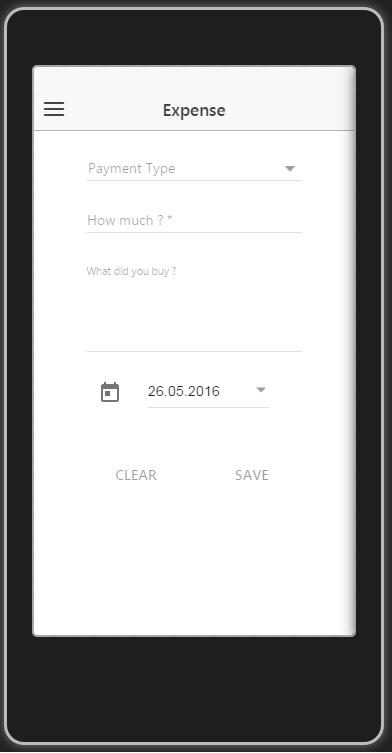 Expense
Payment Type
How much ? *
What did you buy ?
26.05.2016
CLEAR SAVE